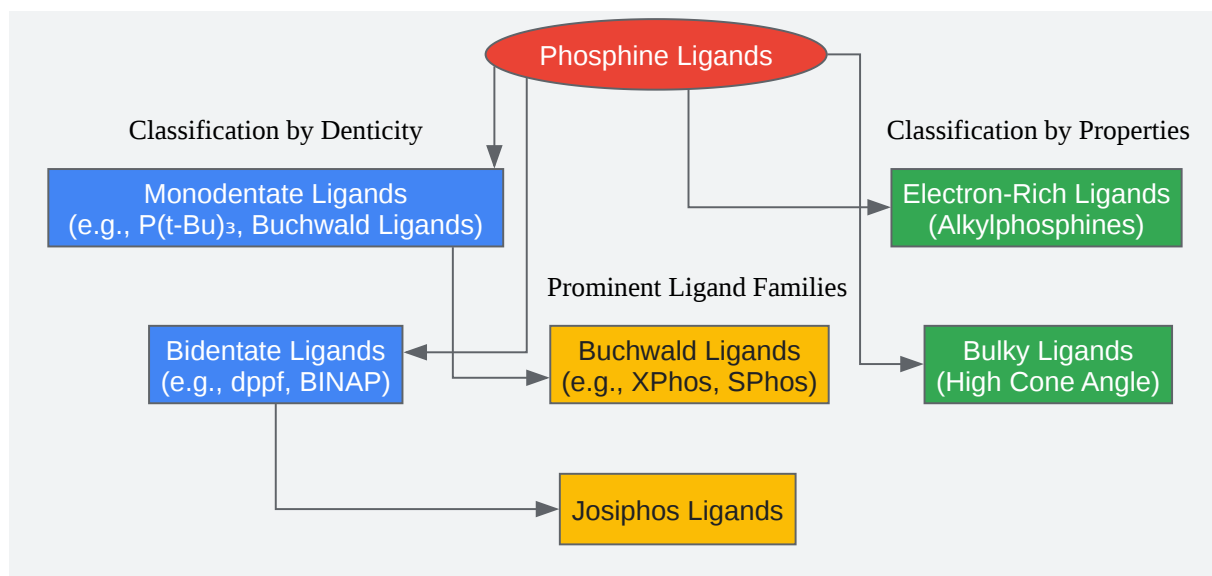 Phosphine Ligands
Classification by Denticity
Classification by Properties
Monodentate Ligands
(e.g., P(t-Bu)₃, Buchwald Ligands)
Electron-Rich Ligands
(Alkylphosphines)
Prominent Ligand Families
Bidentate Ligands
(e.g., dppf, BINAP)
Buchwald Ligands
(e.g., XPhos, SPhos)
Bulky Ligands
(High Cone Angle)
Josiphos Ligands